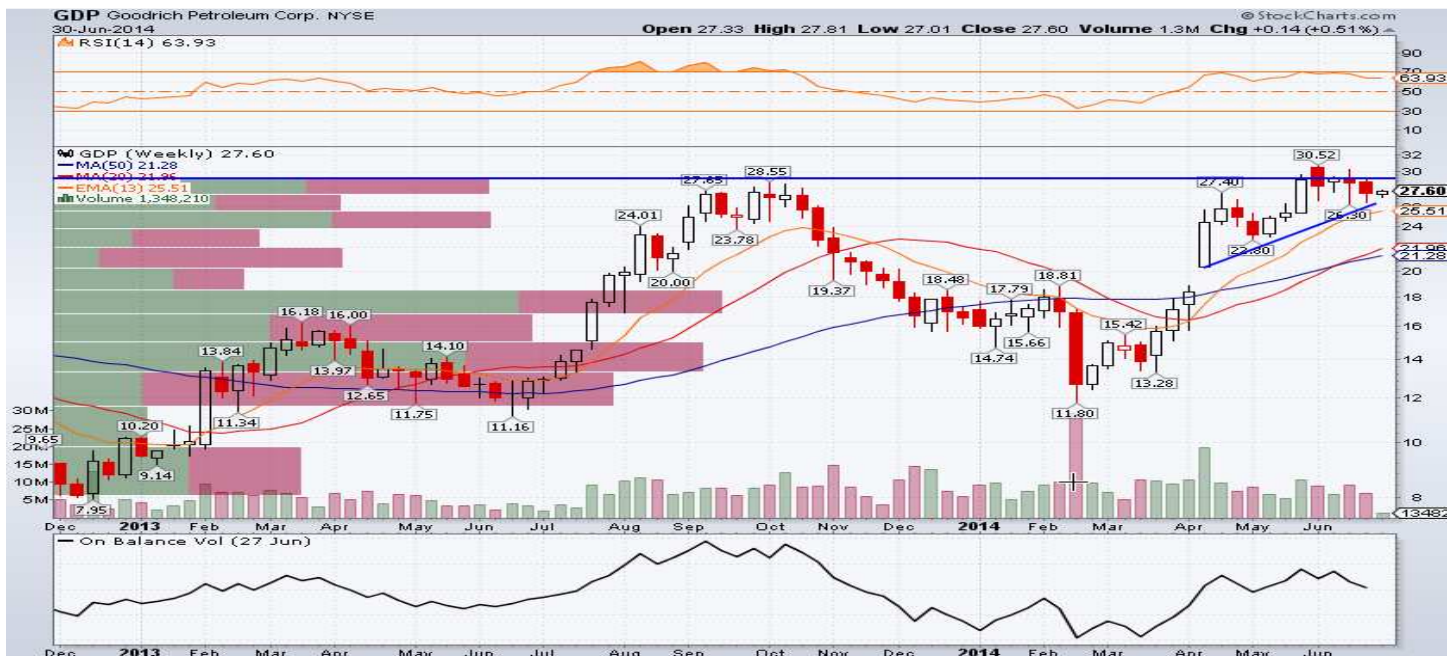 GDP Goodrich Petroleum Corp. NYSE © StockCharts.com
30-Jun-2014 Open 27.33 High 27.81 Low 27.01 Close 27.60 Volume 1.3M Chg +0.14 (+0.51%)
RSI(14) 63.93
90
70
63.93
50
30
10
GDP (Weekly) 27.60
MA(50) 21.28
MA(20) 21.96
EMA(13) 25.51
Volume 1,348,210
30.52 32
28.55 30
27.65 27.40 27.60
26.30 25.51
24.01 23.78 22.80 24
21.96
21.28
20.00 20
19.37 18.48 18.81 18
17.79
16.18 16.00 15.66 15.42 16
13.84 13.97 14.10 14.74 14
12.65 13.28
11.34 11.75 11.16 11.80 12
30M
25M
9.65 10.20 10
20M 9.14
15M
10M
5M 7.95 8
13482
Dec 2013 Feb Mar Apr May Jun Jul Aug Sep Oct Nov Dec 2014 Feb Mar Apr May Jun
On Balance Vol (27 Jun)
Dec 2013 Feb Mar Apr May Jun Jul Aug Sep Oct Nov Dec 2014 Feb Mar Apr May Jun